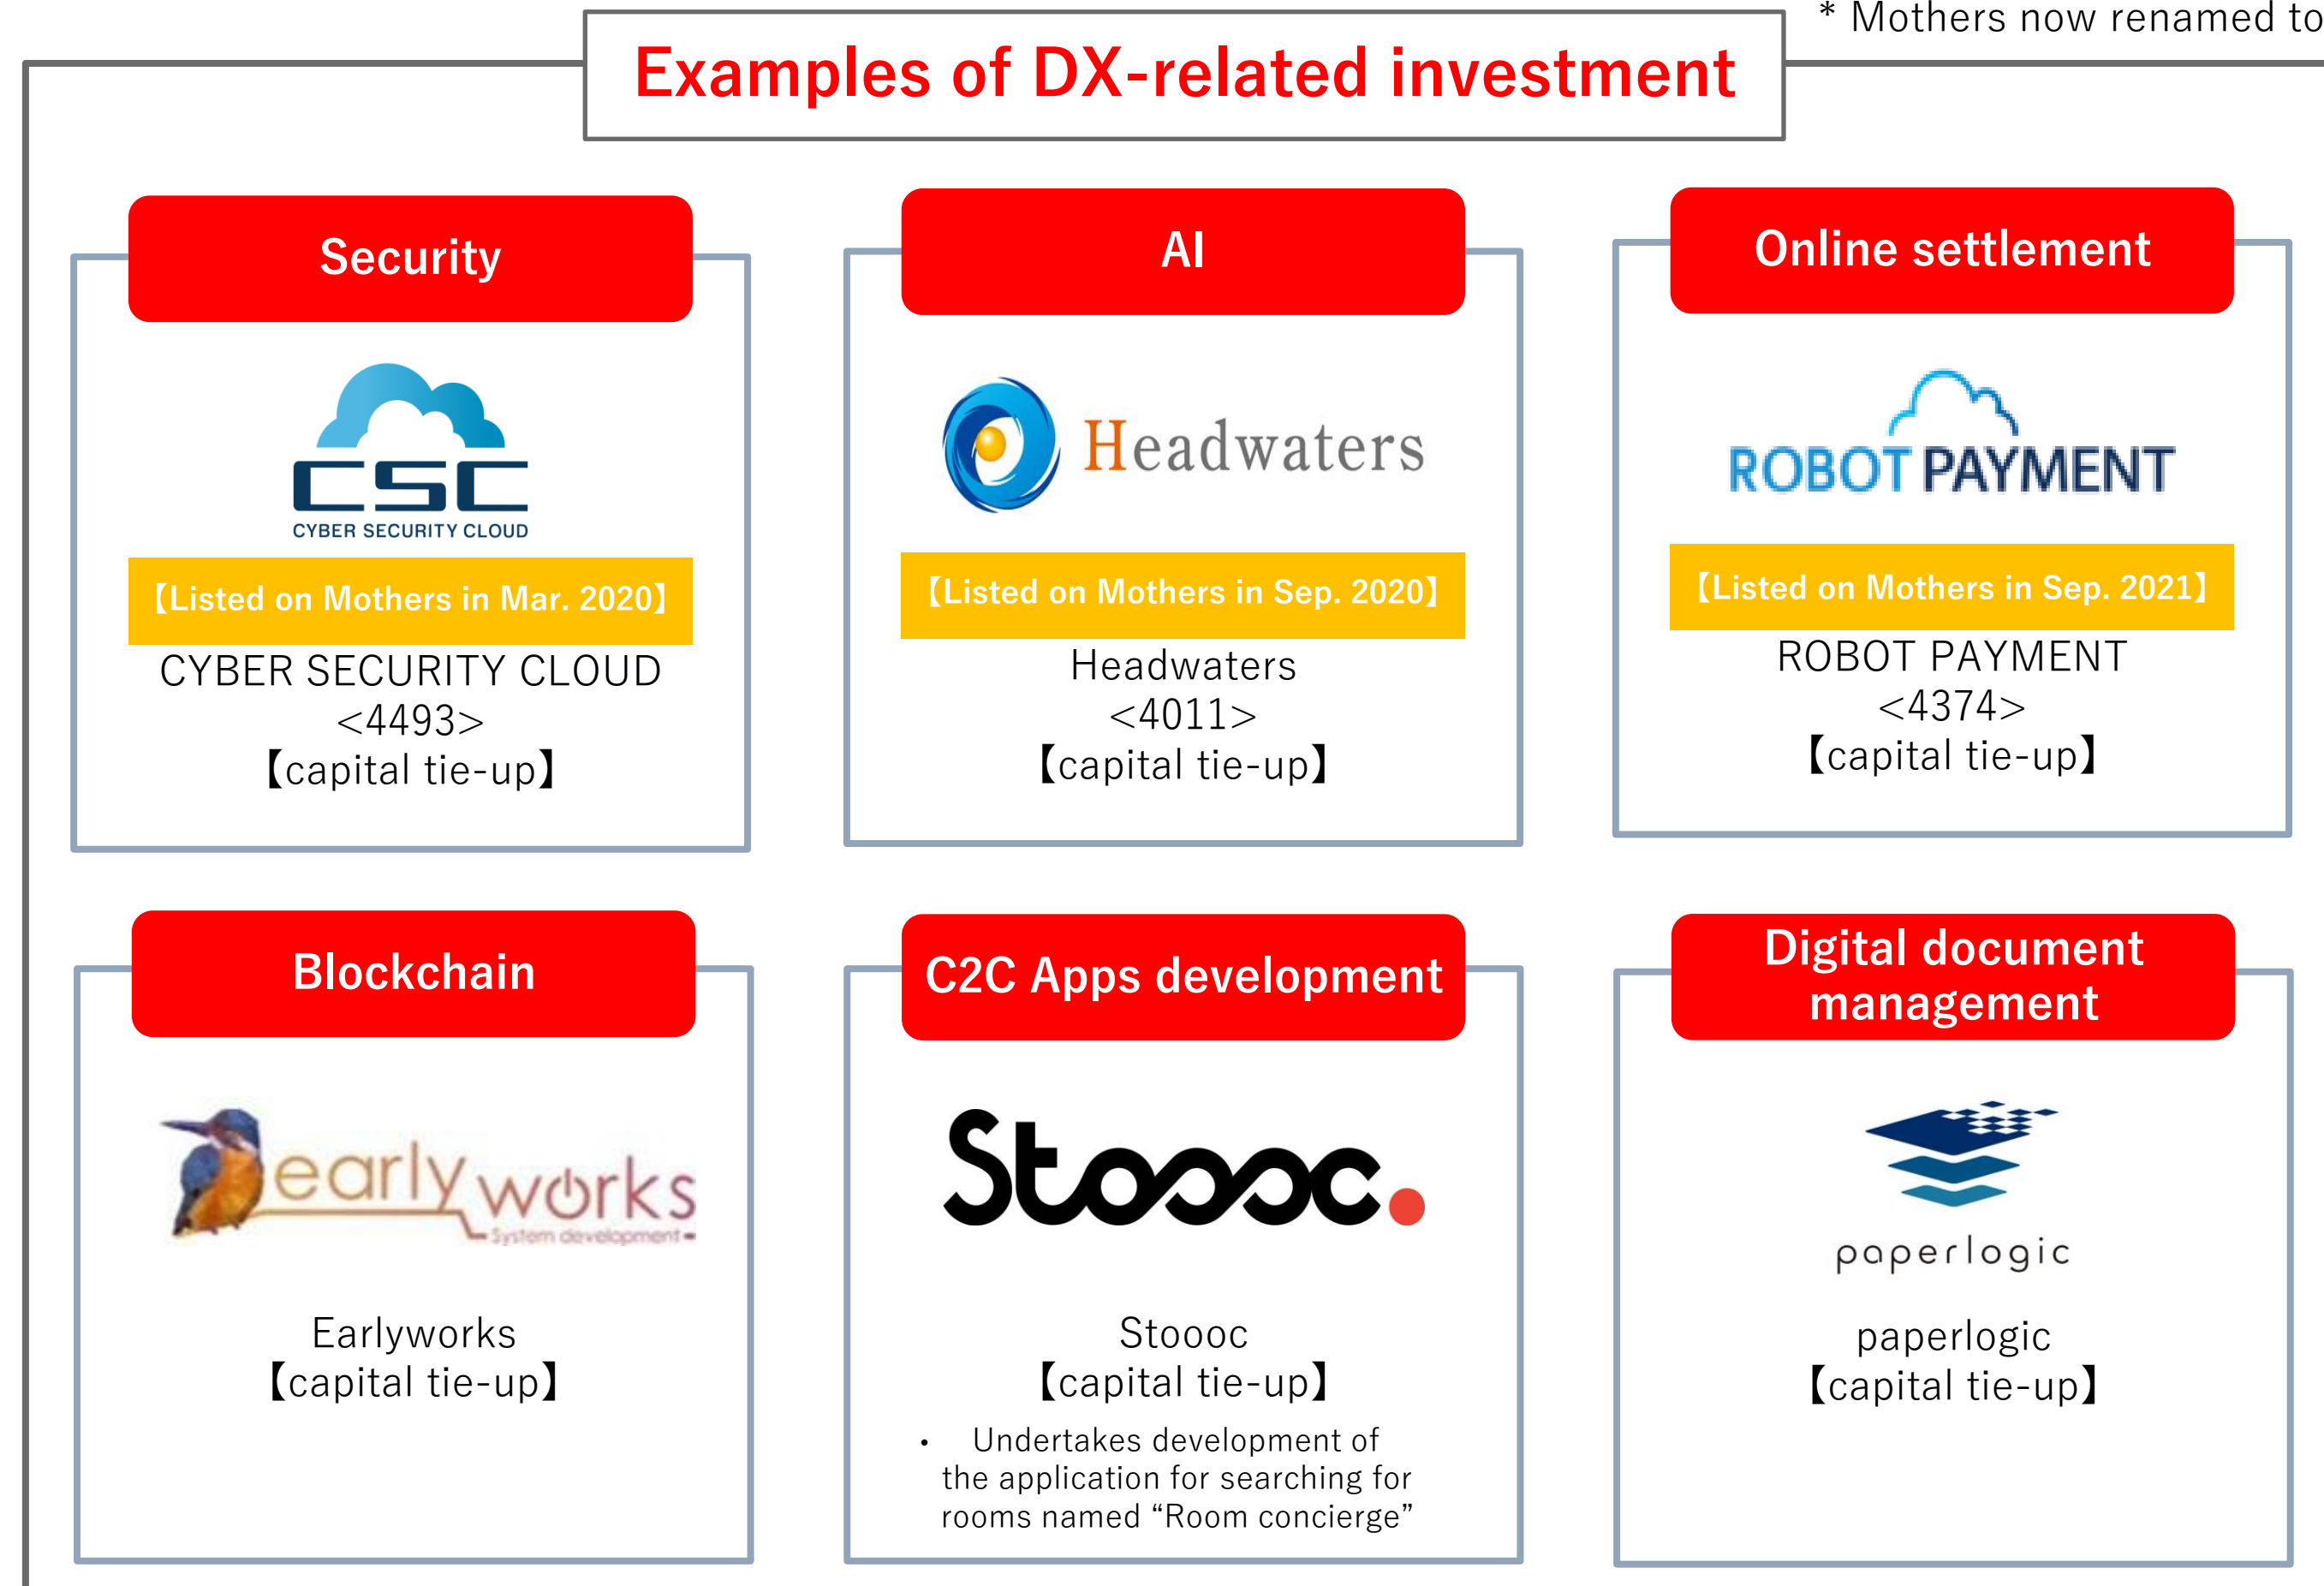 * Mothers now renamed to
Examples of DX-related investment
Security
CSC
CYBER SECURITY CLOUD
【Listed on Mothers in Mar. 2020】
CYBER SECURITY CLOUD
<4493>
【capital tie-up】
AI
Headwaters
【Listed on Mothers in Sep. 2020】
Headwaters
<4011>
【capital tie-up】
Online settlement
ROBOT PAYMENT
【Listed on Mothers in Sep. 2021】
ROBOT PAYMENT
<4374>
【capital tie-up】
Blockchain
earlyworks
System development
Earlyworks
【capital tie-up】
C2C Apps development
Stoooc.
Stoooc
【capital tie-up】
• Undertakes development of
the application for searching for
rooms named “Room concierge”
Digital document
management
paperlogic
paperlogic
【capital tie-up】